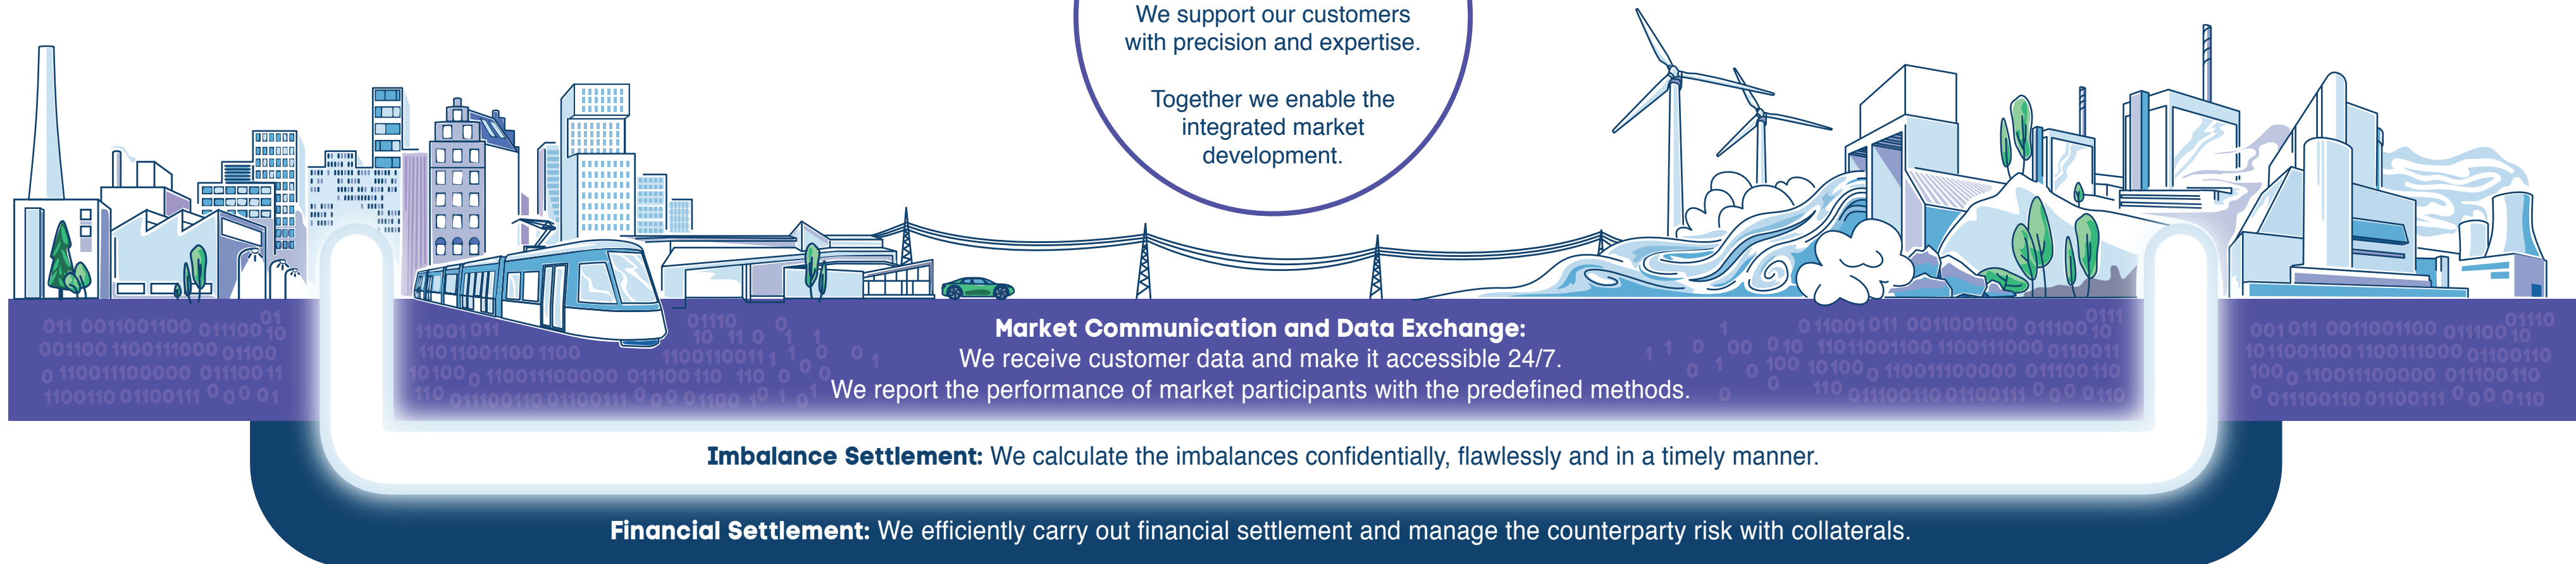 We support our customers
with precision and expertise.
Together we enable the
integrated market
development.
Market Communication and Data Exchange:
We receive customer data and make it accessible 24/7.
We report the performance of market participants with the predefined methods.
Imbalance Settlement: We calculate the imbalances confidentially, flawlessly and in a timely manner.
Financial Settlement: We efficiently carry out financial settlement and manage the counterparty risk with collaterals.